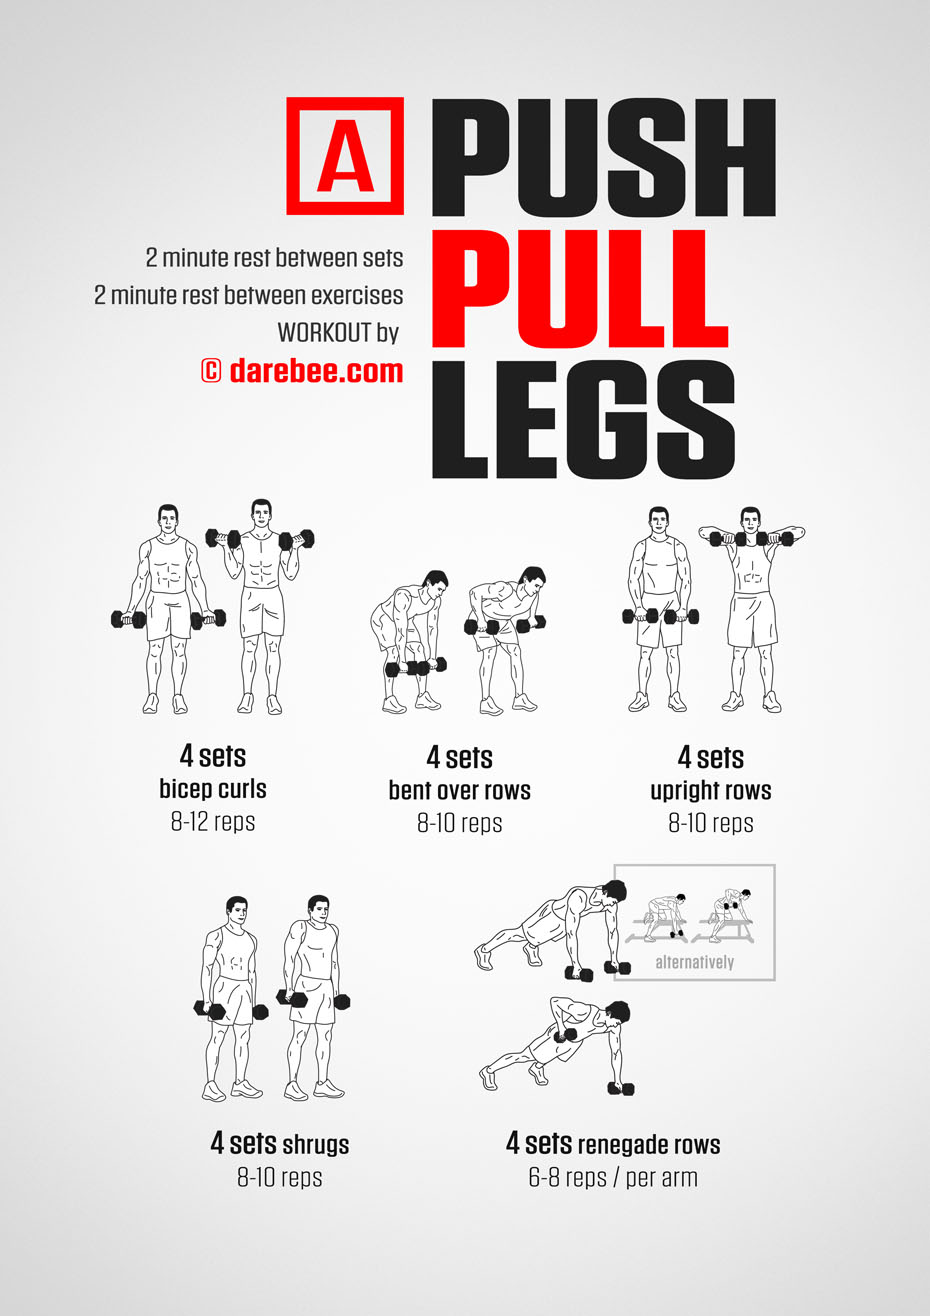 A
PUSH
PULL
LEGS
2 minute rest between sets
2 minute rest between exercises
WORKOUT by
© darebee.com
4 sets
bicep curls
8-12 reps
4 sets
bent over rows
8-10 reps
4 sets
upright rows
8-10 reps
alternatively
4 sets shrugs
8-10 reps
4 sets renegade rows
6-8 reps / per arm